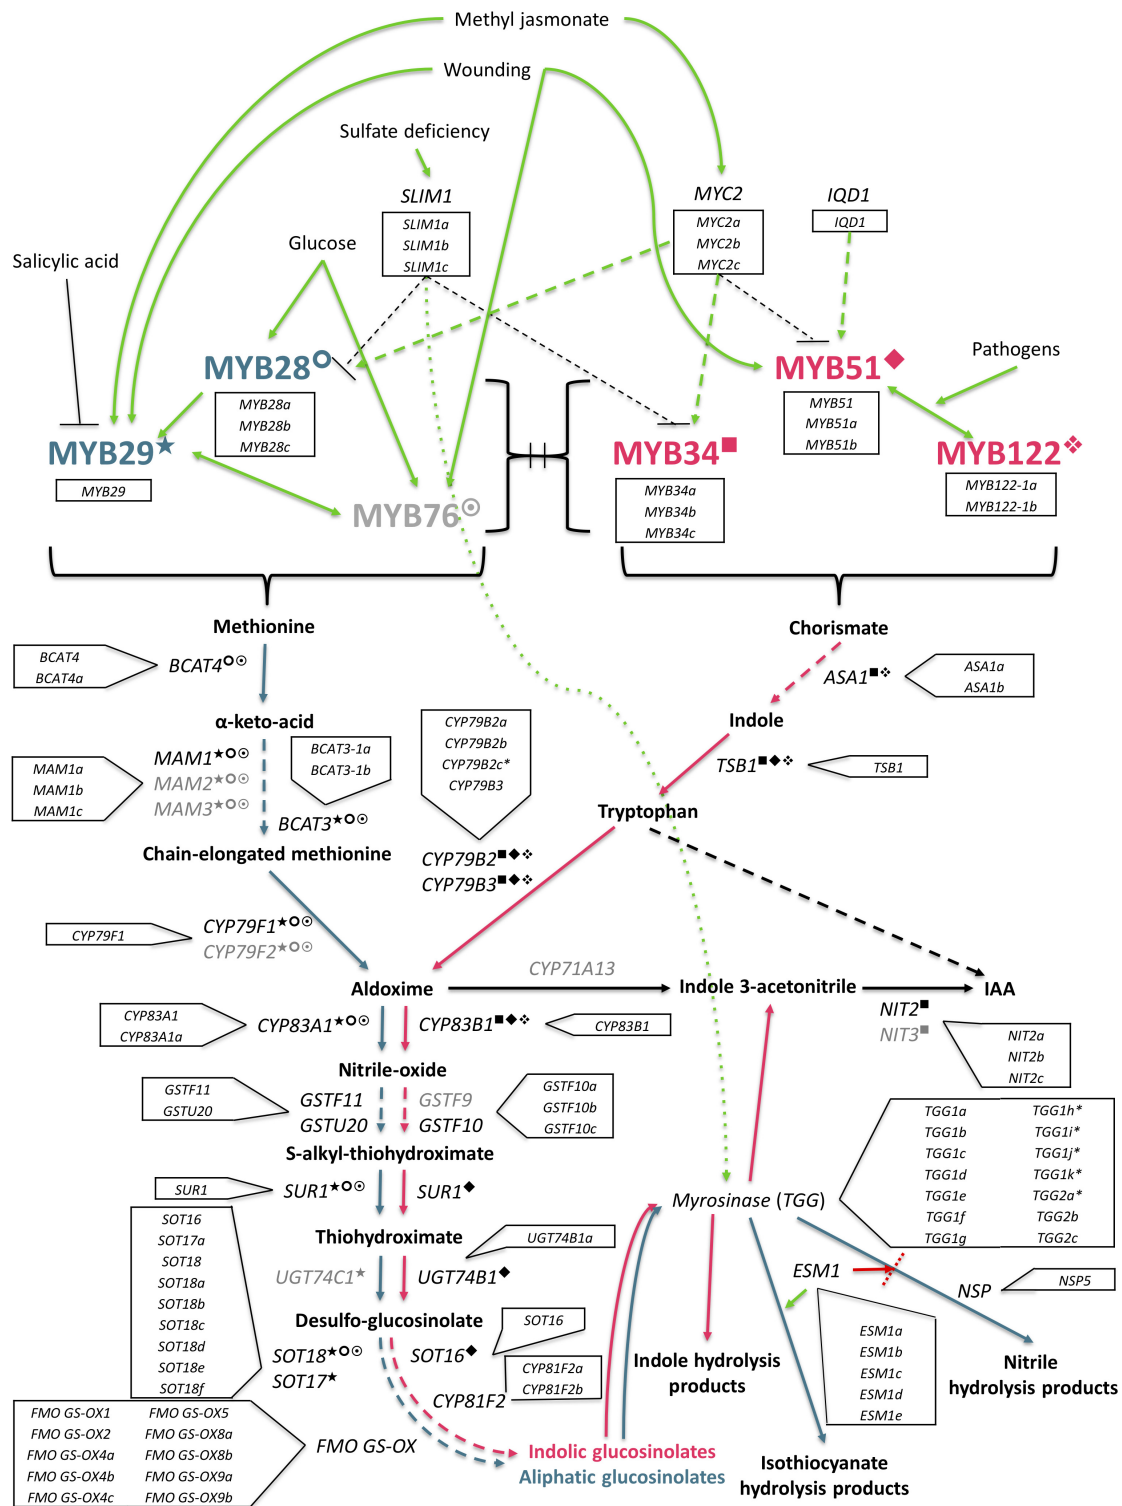 Methyl jasmonate
Wounding
Sulfate deficiency
SLIM1
SLIM1a
SLIM1b
SLIM1c
MYC2
MYC2a
MYC2b
MYC2c
IQD1
IQD1
Glucose
Salicylic acid
MYB28
MYB28a
MYB28b
MYB28c
MYB51
MYB51
MYB51a
MYB51b
Pathogens
MYB29★
MYB29
MYB76
MYB34■
MYB34a
MYB34b
MYB34c
MYB122❖
MYB122-1a
MYB122-1b
Methionine
Chorismate
BCAT4
BCAT4a
BCAT4
ASA1■❖
ASA1a
ASA1b
α-keto-acid
Indole
MAM1a
MAM1b
MAM1c
MAM1★
MAM2★
MAM3★
BCAT3-1a
BCAT3-1b
BCAT3★
CYP79B2a
CYP79B2b
CYP79B2c*
CYP79B3
TSB1■◆❖
TSB1
Tryptophan
Chain-elongated methionine
CYP79B2■◆❖
CYP79B3■◆❖
CYP79F1
CYP79F1★
CYP79F2★
CYP71A13
Aldoxime
Indole 3-acetonitrile
IAA
CYP83A1
CYP83A1a
CYP83A1★
CYP83B1■◆❖
CYP83B1
NIT2■
NIT3■
NIT2a
NIT2b
NIT2c
Nitrile-oxide
GSTF11
GSTU20
GSTF11
GSTU20
GSTF9
GSTF10
GSTF10a
GSTF10b
GSTF10c
TGG1a TGG1h*
TGG1b TGG1i*
TGG1c TGG1j*
TGG1d TGG1k*
TGG1e TGG2a*
TGG1f TGG2b
TGG1g TGG2c
S-alkyl-thiohydroximate
SUR1
SUR1★
SUR1◆
Myrosinase (TGG)
SOT16
SOT17a
SOT18
SOT18a
SOT18b
SOT18c
SOT18d
SOT18e
SOT18f
Thiohydroximate
UGT74B1a
UGT74C1★
UGT74B1◆
ESM1
NSP
NSP5
Desulfo-glucosinolate
SOT16
SOT18★
SOT17★
SOT16◆
CYP81F2a
CYP81F2b
CYP81F2
ESM1a
ESM1b
ESM1c
ESM1d
ESM1e
Indole hydrolysis
products
Nitrile
hydrolysis products
FMO GS-OX1 FMO GS-OX5
FMO GS-OX2 FMO GS-OX8a
FMO GS-OX4a FMO GS-OX8b
FMO GS-OX4b FMO GS-OX9a
FMO GS-OX4c FMO GS-OX9b
FMO GS-OX
Indolic glucosinolates
Aliphatic glucosinolates
Isothiocyanate
hydrolysis products